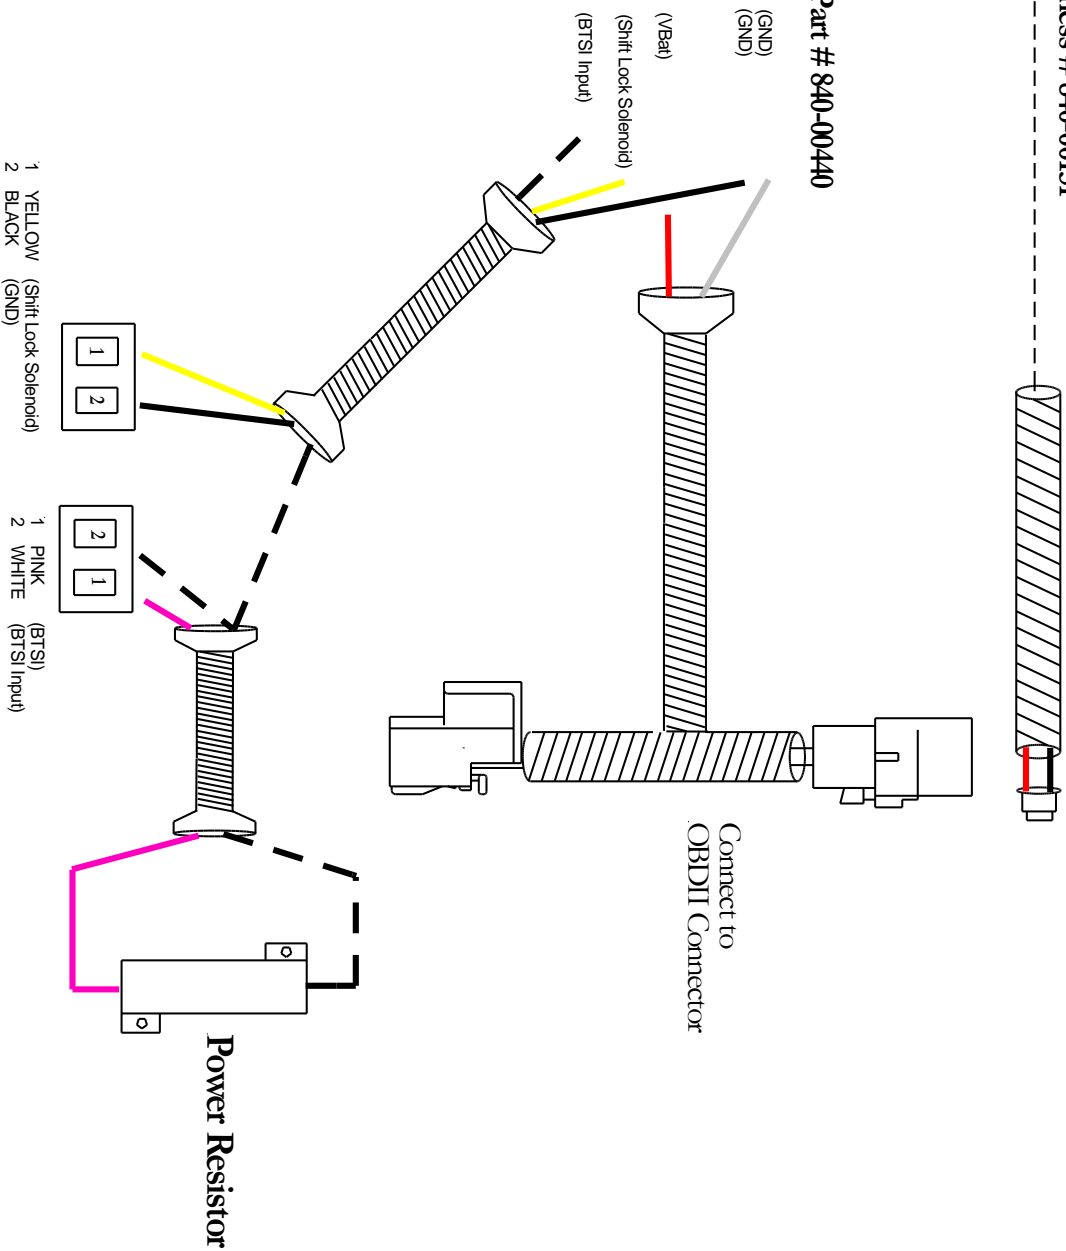 Part # 840-00440
(GND)
(GND)
(VBat)
(Shift Lock Solenoid)
(BTSI Input)
1 YELLOW (Shift Lock Solenoid)
2 BLACK (GND)
1
2
1 PINK (BTSI)
2 WHITE (BTSI Input)
2
1
Connect to
OBDII Connector
Power Resistor